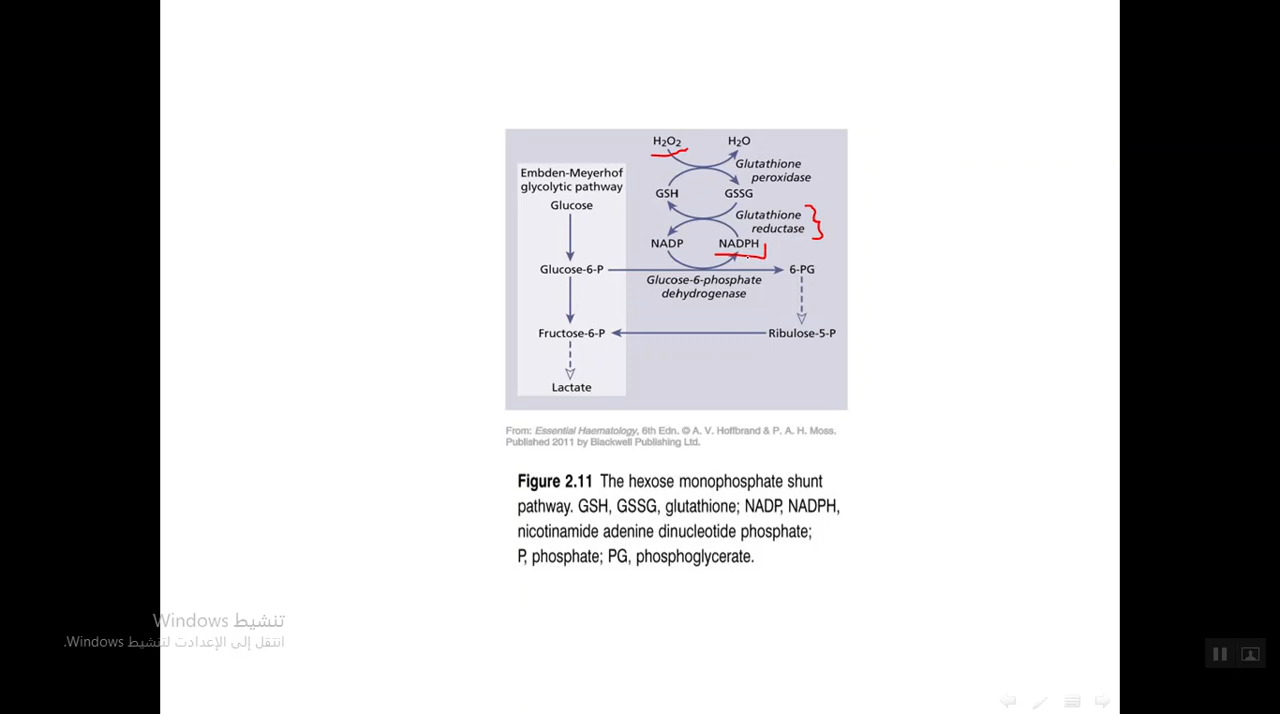 H₂O₂ H₂O
Glutathione
peroxidase
Embden-Meyerhof
glycolytic pathway
GSH GSSG
Glucose
Glutathione
reductase
NADP NADPH
Glucose-6-P
6-PG
Glucose-6-phosphate
dehydrogenase
Fructose-6-P
Ribulose-5-P
Lactate
From: Essential Haematology, 6th Edn. © A. V. Hoffbrand & P. A. H. Moss.
Published 2011 by Blackwell Publishing Ltd.
Figure 2.11 The hexose monophosphate shunt
pathway. GSH, GSSG, glutathione; NADP, NADPH,
nicotinamide adenine dinucleotide phosphate;
P, phosphate; PG, phosphoglycerate.
تنشيط Windows
انتقل إلى الإعدادت لتنشيط Windows.